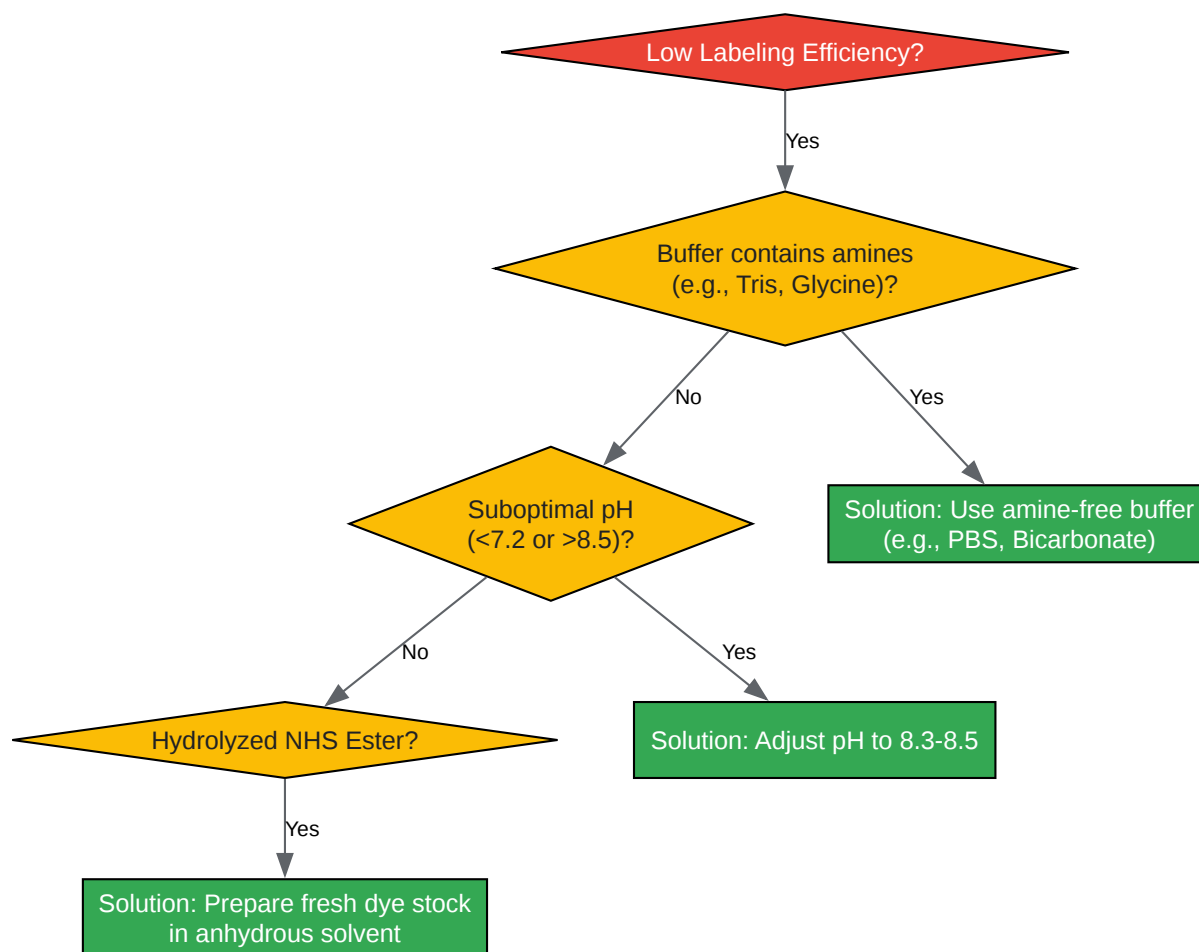 Low Labeling Efficiency?
Yes
Buffer contains amines
(e.g., Tris, Glycine)?
No
Yes
Suboptimal pH
(<7.2 or >8.5)?
Solution: Use amine-free buffer
(e.g., PBS, Bicarbonate)
No
Yes
Hydrolyzed NHS Ester?
Solution: Adjust pH to 8.3-8.5
Yes
Solution: Prepare fresh dye stock
in anhydrous solvent